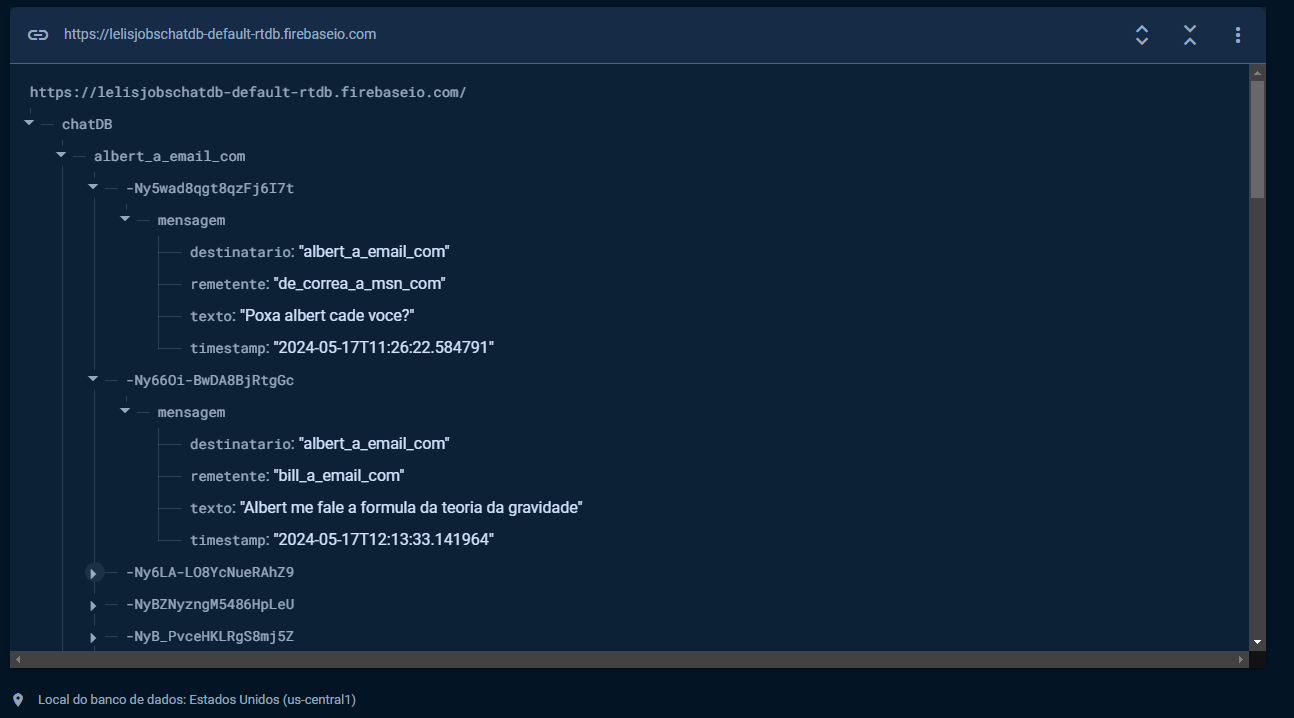 https://lelisjobschatdb-default-rtdb.firebaseio.com
https://lelisjobschatdb-default-rtdb.firebaseio.com/
chatDB
albert_a_email_com
-Ny5wad8qgt8qzFj6I7t
mensagem
destinatario: "albert_a_email_com"
remetente: "de_correa_a_msn_com"
texto: "Poxa albert cade voce?"
timestamp: "2024-05-17T11:26:22.584791"
-Ny66Oi-BwDA8BjRtgGc
mensagem
destinatario: "albert_a_email_com"
remetente: "bill_a_email_com"
texto: "Albert me fale a formula da teoria da gravidade"
timestamp: "2024-05-17T12:13:33.141964"
-Ny6LA-LO8YcNueRAhZ9
-NyBZNyzngM5486HpLeU
-NyB_PvceHKLRgS8mj5Z
Local do banco de dados: Estados Unidos (us-central1)